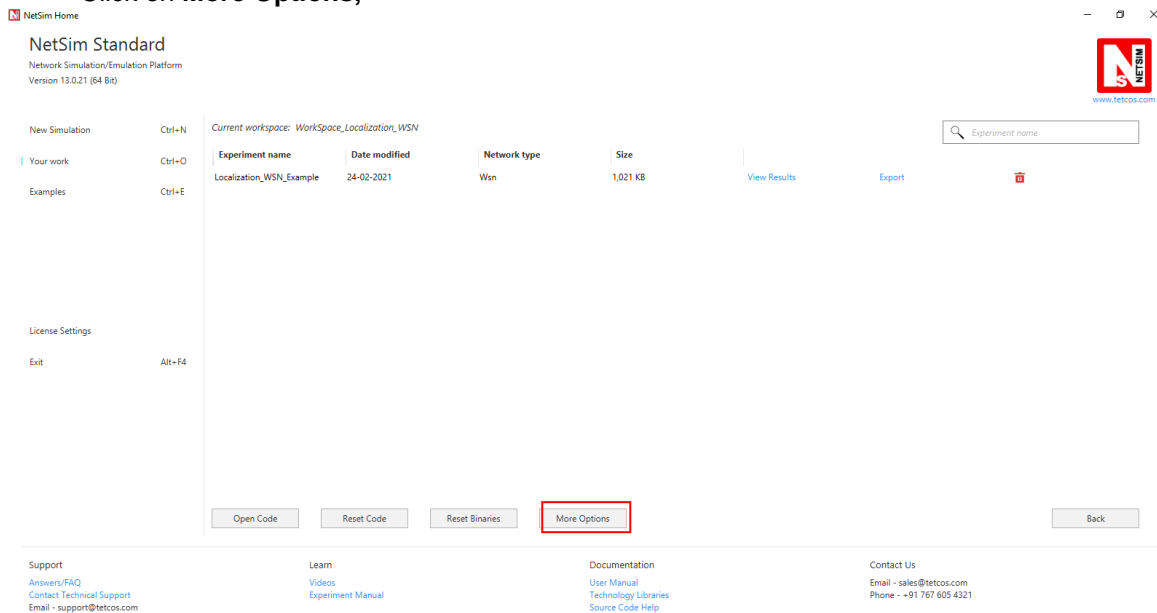 Click on More Options,
NetSim Home
NetSim Standard
Network Simulation/Emulation Platform
Version 13.0.21 (64 Bit)
NETSIM
www.tetcos.com
New Simulation Ctrl+N
Your work Ctrl+O
Examples Ctrl+E
License Settings
Exit Alt+F4
Current workspace: WorkSpace_Localization_WSN
Experiment name
Experiment name Date modified Network type Size
Localization_WSN_Example 24-02-2021 Wsn 1,021 KB View Results Export
Open Code Reset Code Reset Binaries More Options Back
Support
Answers/FAQ
Contact Technical Support
Email - support@tetcos.com
Learn
Videos
Experiment Manual
Documentation
User Manual
Technology Libraries
Source Code Help
Contact Us
Email - sales@tetcos.com
Phone - +91 767 605 4321